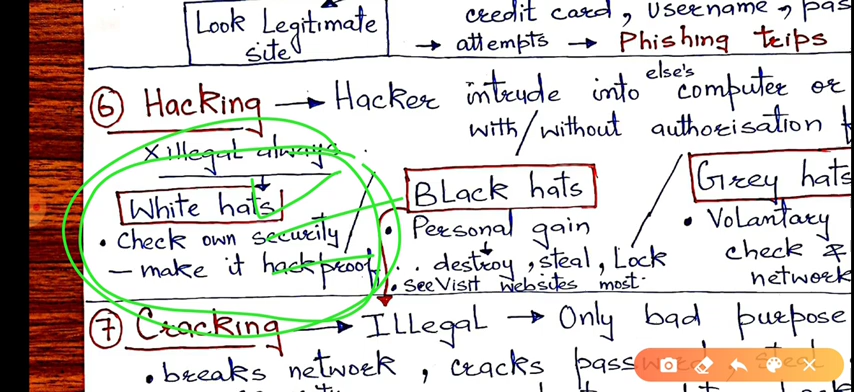 credit card, username, pas
Look Legitimate
site
→ attempts → Phishing trips
⑥ Hacking → Hacker intrude into else's computer or
with/without authorisation
x illegal always
White hats
• Check own security
– make it hackproof
Black hats
• Personal gain
destroy, steal, Lock
• See Visit websites most.
Grey hats
• Volantary
check &
network
⑦ Cracking → Illegal → Only bad purpose
• breaks network, cracks